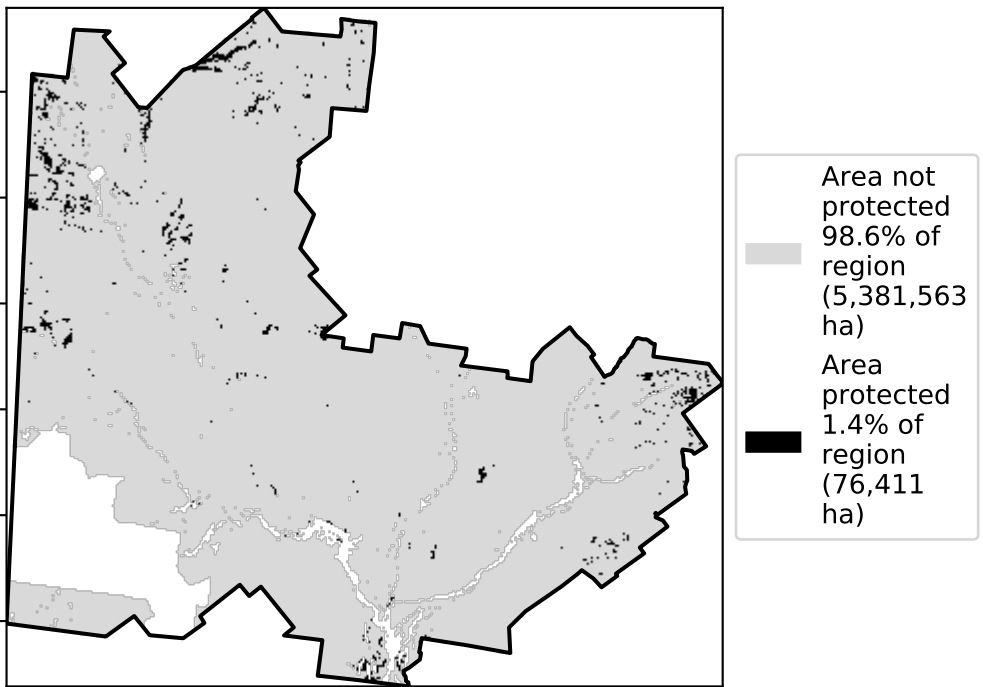 Area not
protected
98.6% of
region
(5,381,563
ha)
Area
protected
1.4% of
region
(76,411
ha)